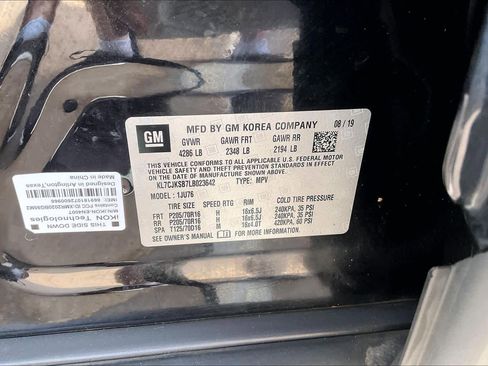 GM
MFD BY GM KOREA COMPANY
08 / 19
GVWR GAWR FRT GAWR RR
4286 LB 2348 LB 2194 LB
THIS VEHICLE CONFORMS TO ALL APPLICABLE U.S. FEDERAL MOTOR
VEHICLE SAFETY, BUMPER, AND THEFT PREVENTION STANDARDS IN
EFFECT ON THE DATE OF MANUFACTURE SHOWN ABOVE.
KL7CJKSB7LB023642 TYPE: MPV
MODEL: 1JU76
TIRE SIZE SPD RTG RIM COLD TIRE PRESSURE
FRT P205/70R16 H 16x6.5J 240KPA, 35 PSI
RR P205/70R16 H 16x6.5J 240KPA, 35 PSI
SPA T125/70D16 M 16x4.0T 420KPA, 60 PSI
SEE OWNER'S MANUAL FOR MORE INFORMATION
THIS SIDE DOWN
IKON Technologies
Designed in Arlington, Texas
Made in China